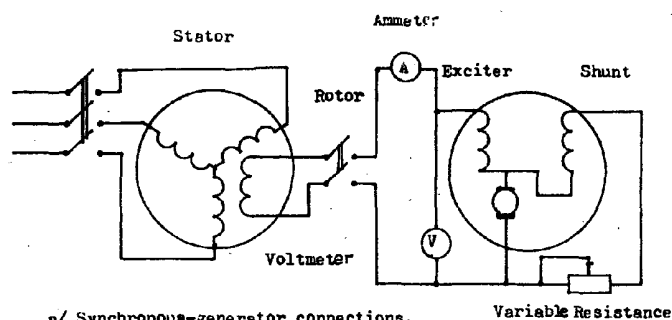 Ammeter
Stator
Exciter
Shunt
A
Rotor
V
Voltmeter
a/ Synchronous-generator connections.
Variable Resistance